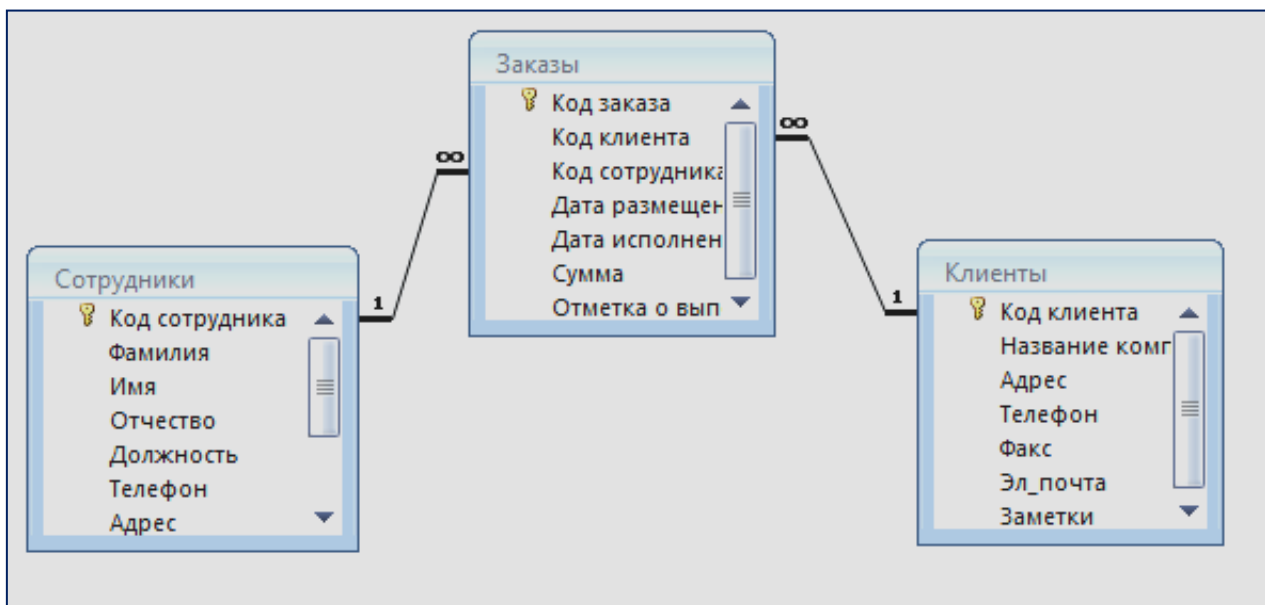 Заказы
Код заказа
Код клиента
Код сотрудника
Дата размещен
Дата исполнен
Сумма
Отметка о вып
∞
∞
Сотрудники
1
Код сотрудника
Фамилия
Имя
Отчество
Должность
Телефон
Адрес
Клиенты
1
Код клиента
Название комп
Адрес
Телефон
Факс
Эл_почта
Заметки